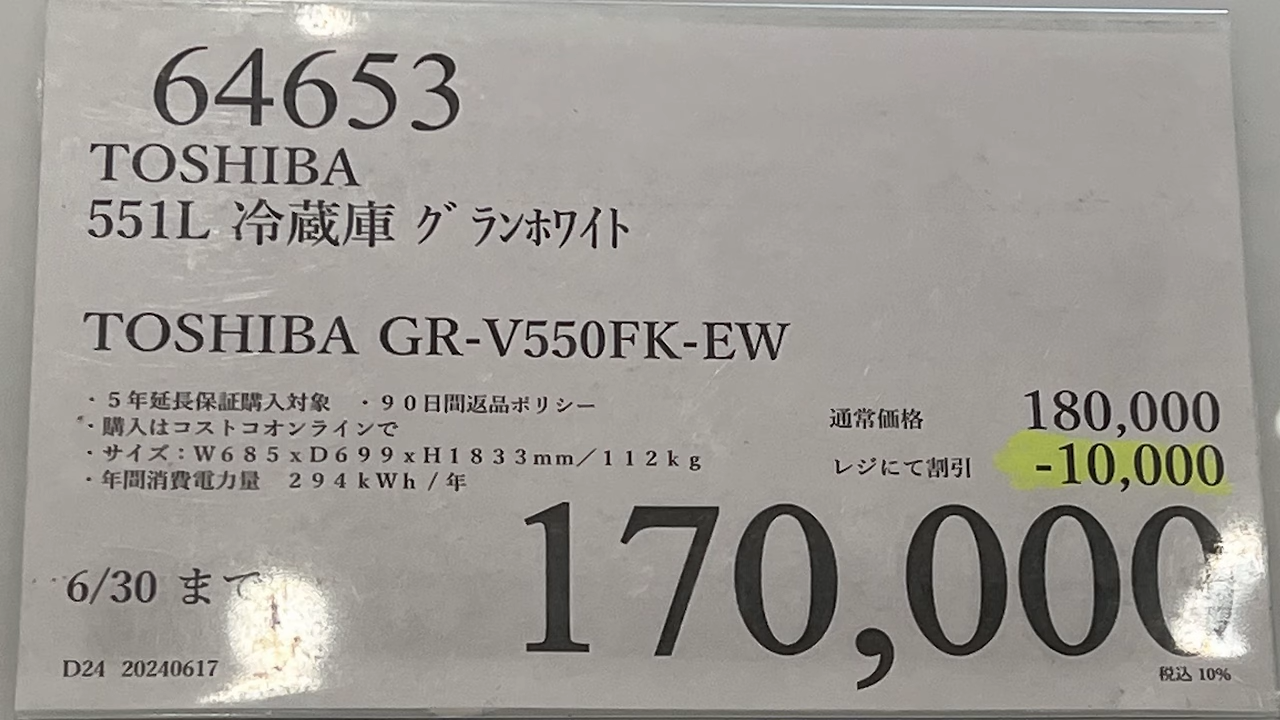 64653
TOSHIBA
551L 冷蔵庫 グランホワイト
TOSHIBA GR-V550FK-EW
・５年延長保証購入対象　・９０日間返品ポリシー
・購入はコストコオンラインで
・サイズ：Ｗ６８５ｘＤ６９９ｘＨ１８３３mm／１１２ｋｇ
・年間消費電力量　２９４ｋＷｈ／年
通常価格 180,000
レジにて割引 -10,000
170,000
6/30 まで
D24 20240617
税込 10%